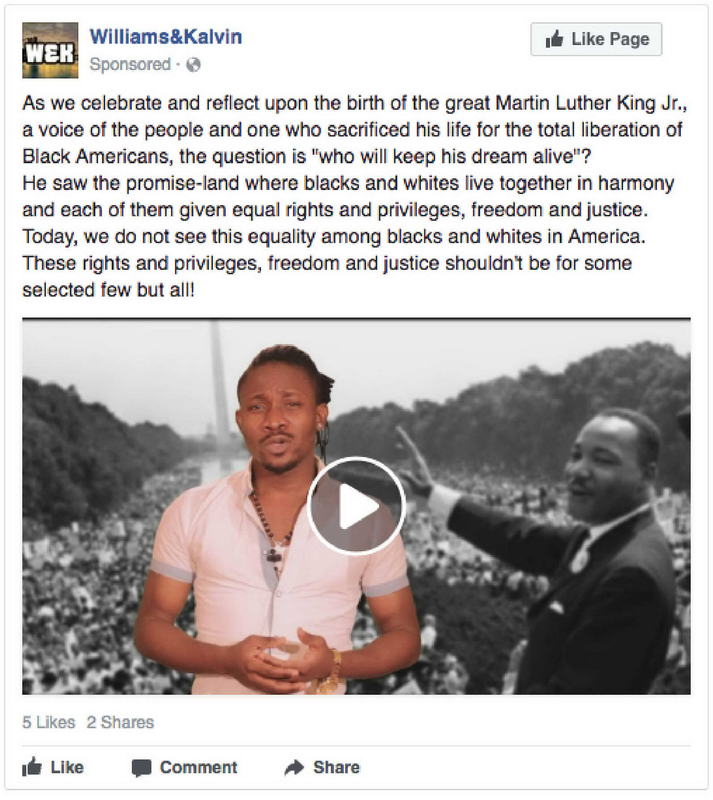 W&K
Williams&Kalvin
Sponsored ·
Like Page
As we celebrate and reflect upon the birth of the great Martin Luther King Jr.,
a voice of the people and one who sacrificed his life for the total liberation of
Black Americans, the question is "who will keep his dream alive"?
He saw the promise-land where blacks and whites live together in harmony
and each of them given equal rights and privileges, freedom and justice.
Today, we do not see this equality among blacks and whites in America.
These rights and privileges, freedom and justice shouldn't be for some
selected few but all!
5 Likes 2 Shares
Like Comment Share